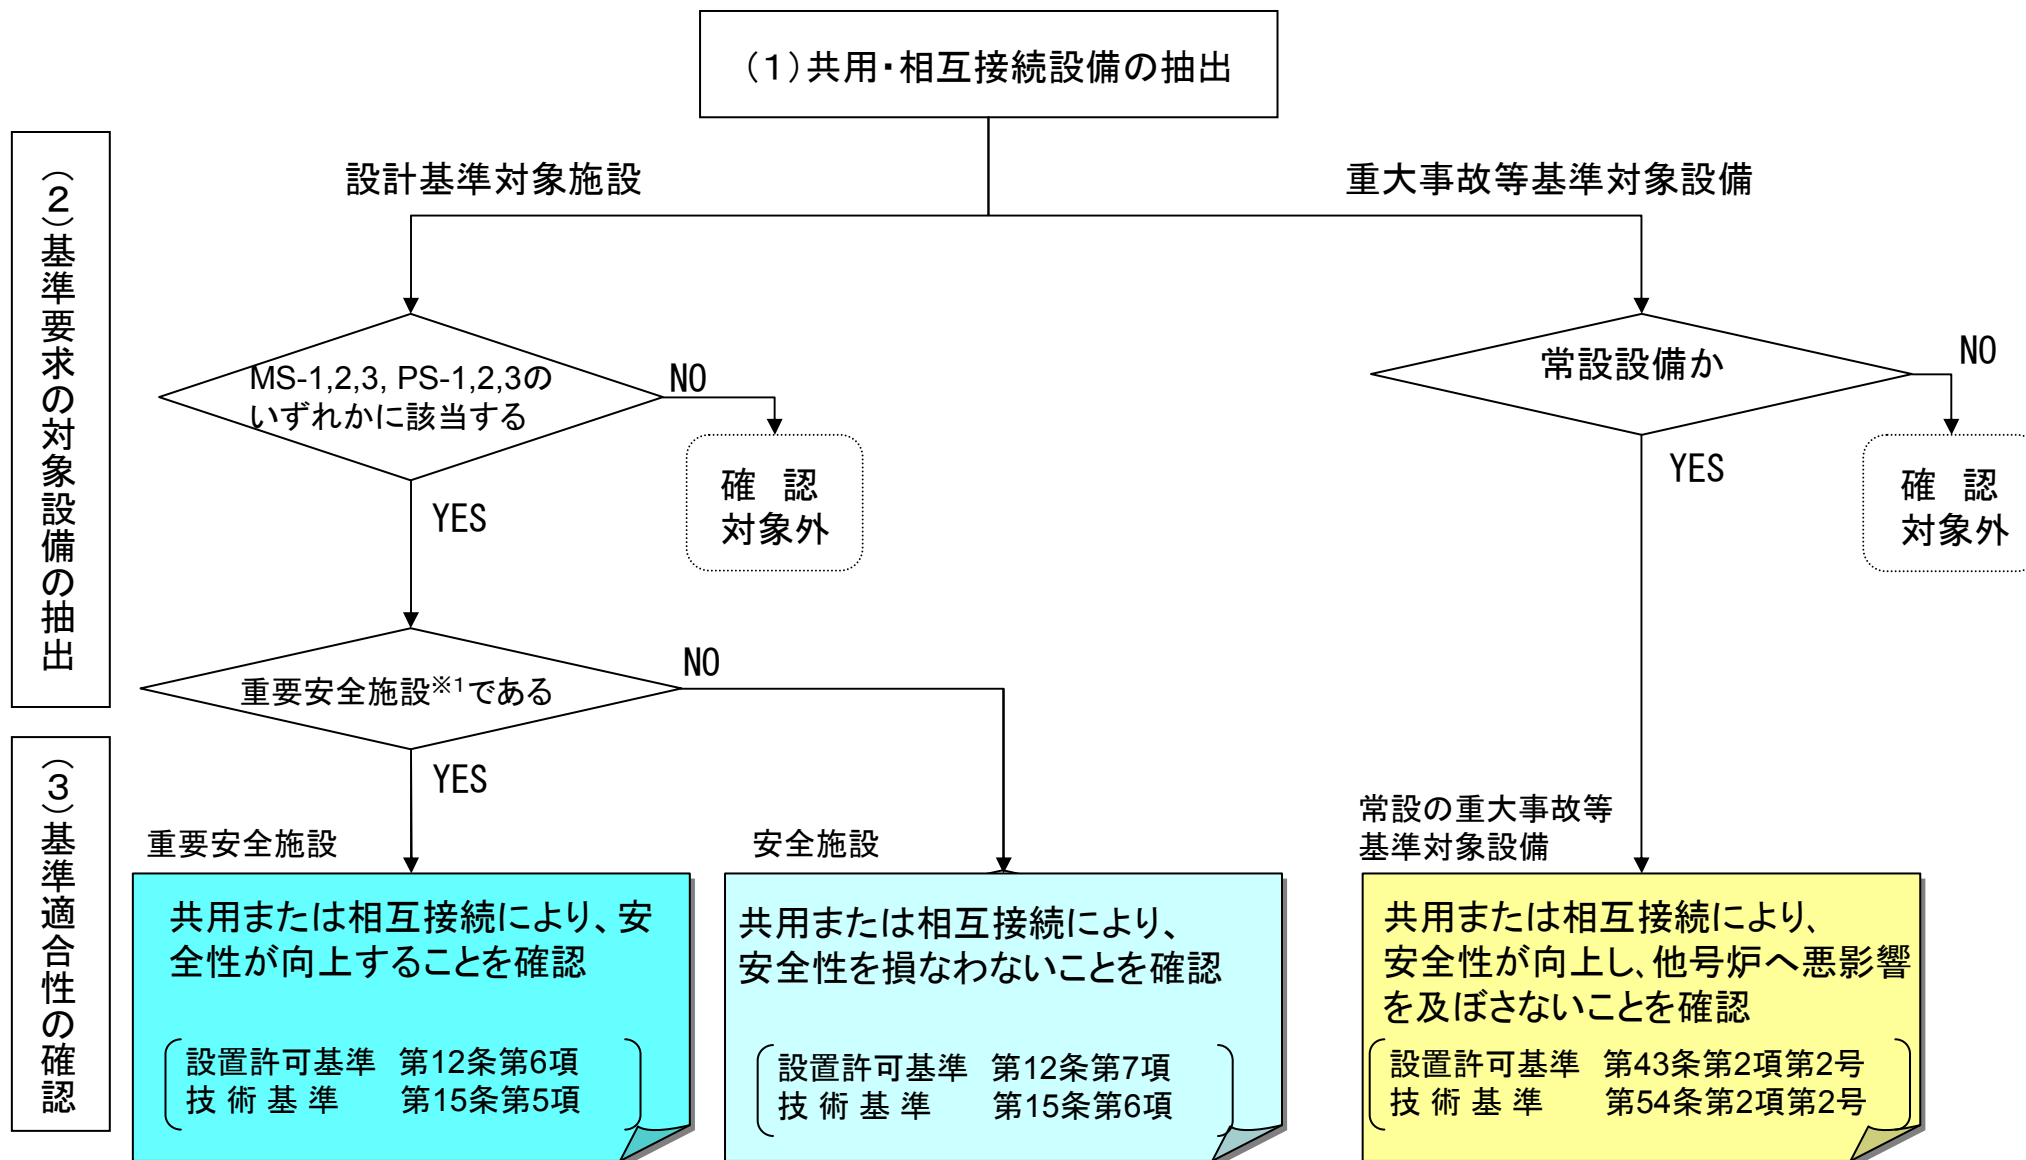 （１）共用・相互接続設備の抽出
（２）基準要求の対象設備の抽出
設計基準対象施設
重大事故等基準対象設備
MS-1,2,3, PS-1,2,3の
いずれかに該当する
NO
確　認
対象外
YES
常設設備か
NO
確　認
対象外
YES
重要安全施設※1である
NO
YES
（３）基準適合性の確認
重要安全施設
共用または相互接続により、安
全性が向上することを確認
設置許可基準　第12条第6項
技 術 基 準　第15条第5項
安全施設
共用または相互接続により、
安全性を損なわないことを確認
設置許可基準　第12条第7項
技 術 基 準　第15条第6項
常設の重大事故等
基準対象設備
共用または相互接続により、
安全性が向上し、他号炉へ悪影響
を及ぼさないことを確認
設置許可基準　第43条第2項第2号
技 術 基 準　第54条第2項第2号